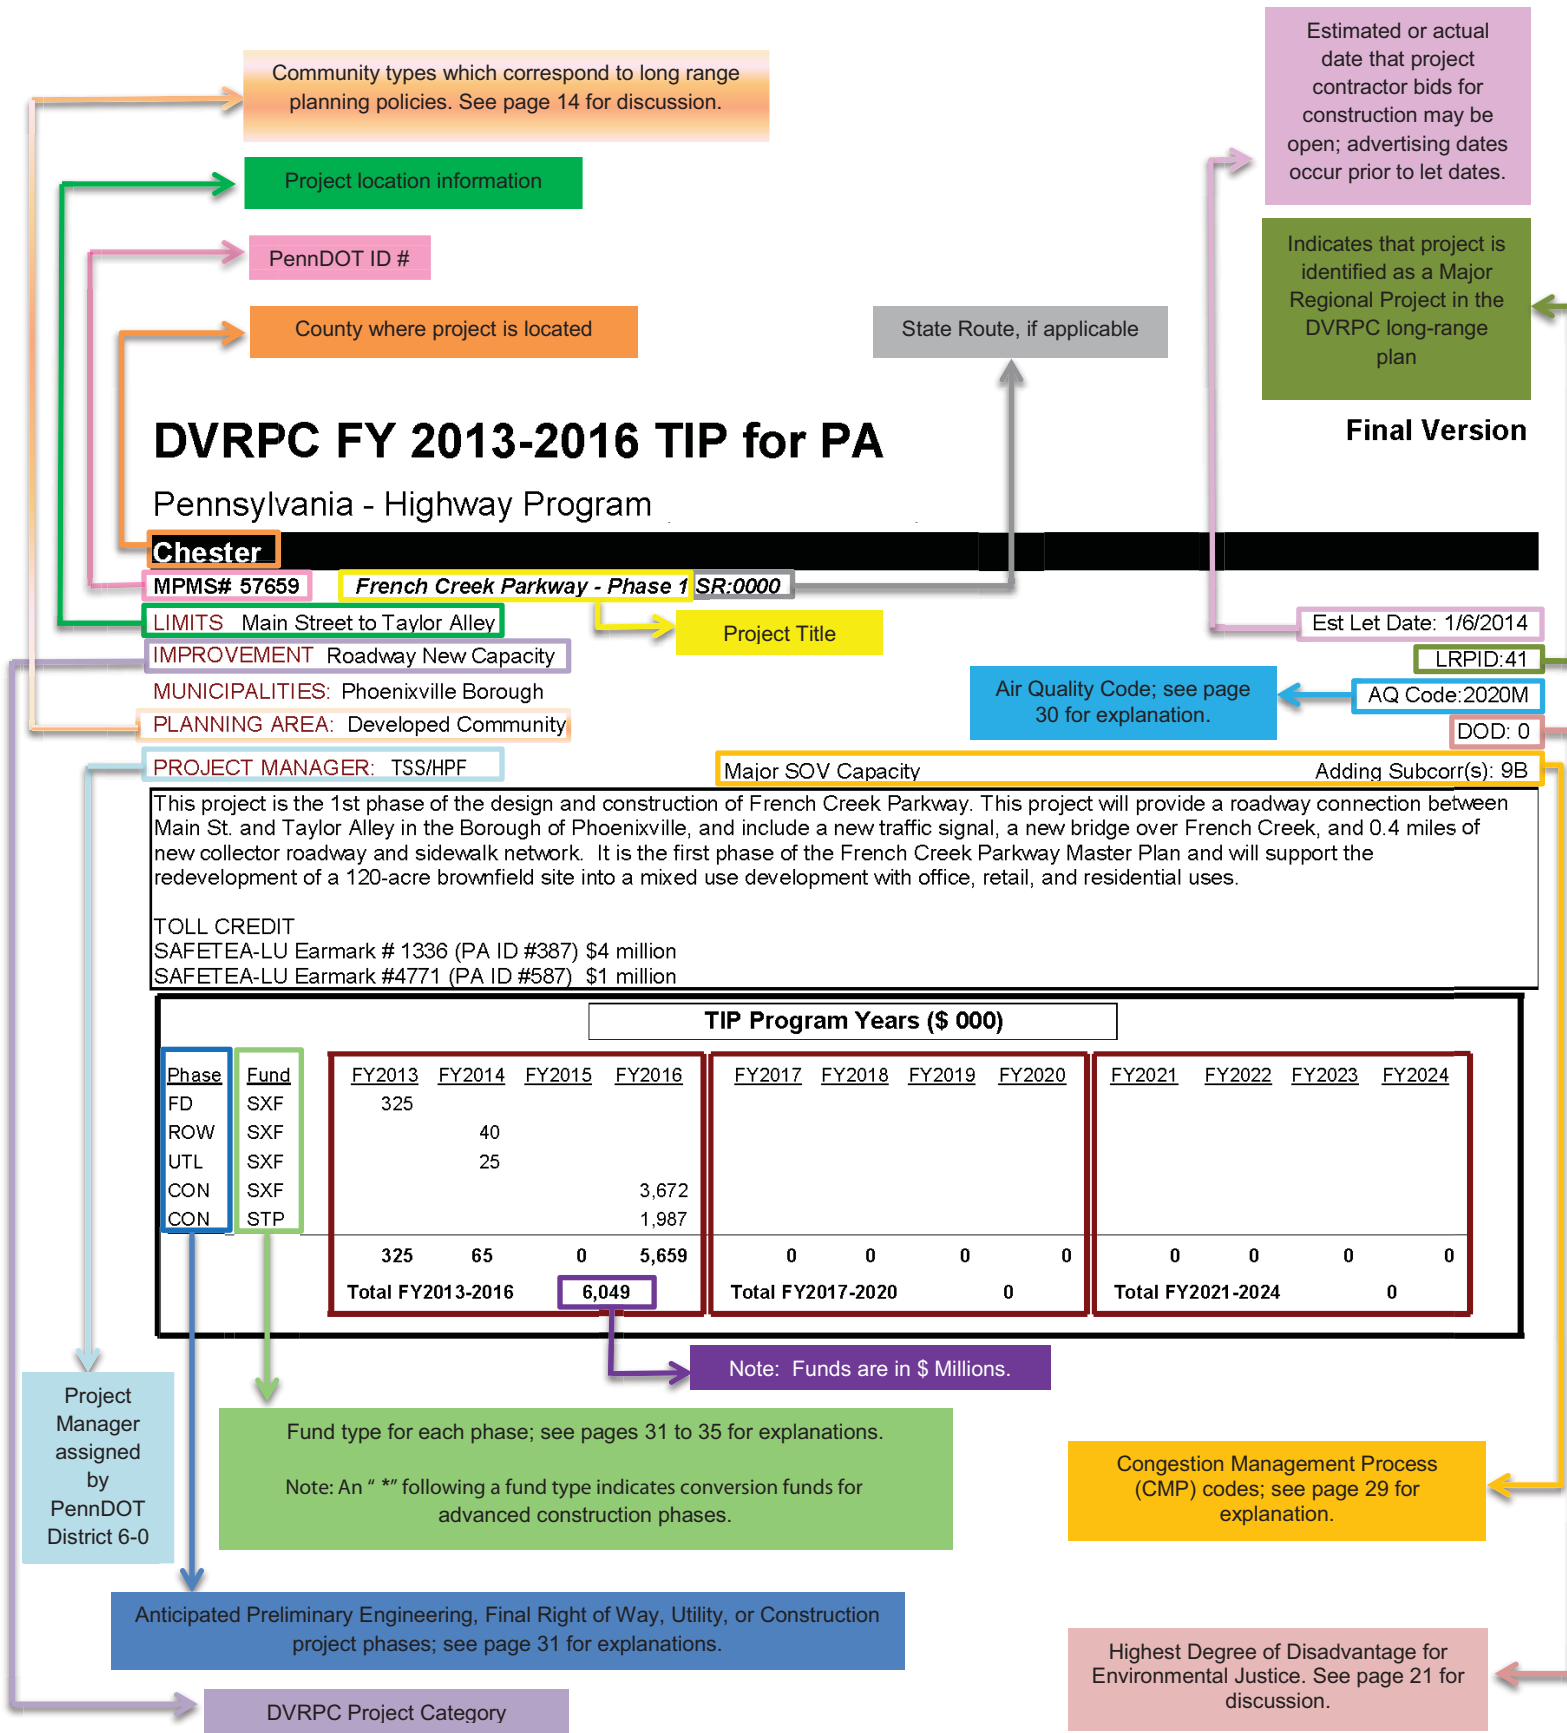 Community types which correspond to long range
planning policies. See page 14 for discussion.
Project location information
PennDOT ID #
County where project is located
State Route, if applicable
Estimated or actual
date that project
contractor bids for
construction may be
open; advertising dates
occur prior to let dates.
Indicates that project is
identified as a Major
Regional Project in the
DVRPC long-range
plan
DVRPC FY 2013-2016 TIP for PA
Final Version
Pennsylvania - Highway Program
Chester
MPMS# 57659 French Creek Parkway - Phase 1 SR:0000
LIMITS Main Street to Taylor Alley
Project Title
Est Let Date: 1/6/2014
IMPROVEMENT Roadway New Capacity
LRPID:41
MUNICIPALITIES: Phoenixville Borough
Air Quality Code; see page
30 for explanation.
AQ Code:2020M
PLANNING AREA: Developed Community
DOD: 0
PROJECT MANAGER: TSS/HPF
Major SOV Capacity Adding Subcorr(s): 9B
This project is the 1st phase of the design and construction of French Creek Parkway. This project will provide a roadway connection between
Main St. and Taylor Alley in the Borough of Phoenixville, and include a new traffic signal, a new bridge over French Creek, and 0.4 miles of
new collector roadway and sidewalk network. It is the first phase of the French Creek Parkway Master Plan and will support the
redevelopment of a 120-acre brownfield site into a mixed use development with office, retail, and residential uses.
TOLL CREDIT
SAFETEA-LU Earmark # 1336 (PA ID #387) $4 million
SAFETEA-LU Earmark #4771 (PA ID #587) $1 million
TIP Program Years ($ 000)
Phase Fund FY2013 FY2014 FY2015 FY2016 FY2017 FY2018 FY2019 FY2020 FY2021 FY2022 FY2023 FY2024
FD SXF 325
ROW SXF 40
UTL SXF 25
CON SXF 3,672
CON STP 1,987
325 65 0 5,659 0 0 0 0 0 0 0 0
Total FY2013-2016 6,049 Total FY2017-2020 0 Total FY2021-2024 0
Note: Funds are in $ Millions.
Project
Manager
assigned
by
PennDOT
District 6-0
Fund type for each phase; see pages 31 to 35 for explanations.
Note: An “ *” following a fund type indicates conversion funds for
advanced construction phases.
Congestion Management Process
(CMP) codes; see page 29 for
explanation.
Anticipated Preliminary Engineering, Final Right of Way, Utility, or Construction
project phases; see page 31 for explanations.
Highest Degree of Disadvantage for
Environmental Justice. See page 21 for
discussion.
DVRPC Project Category